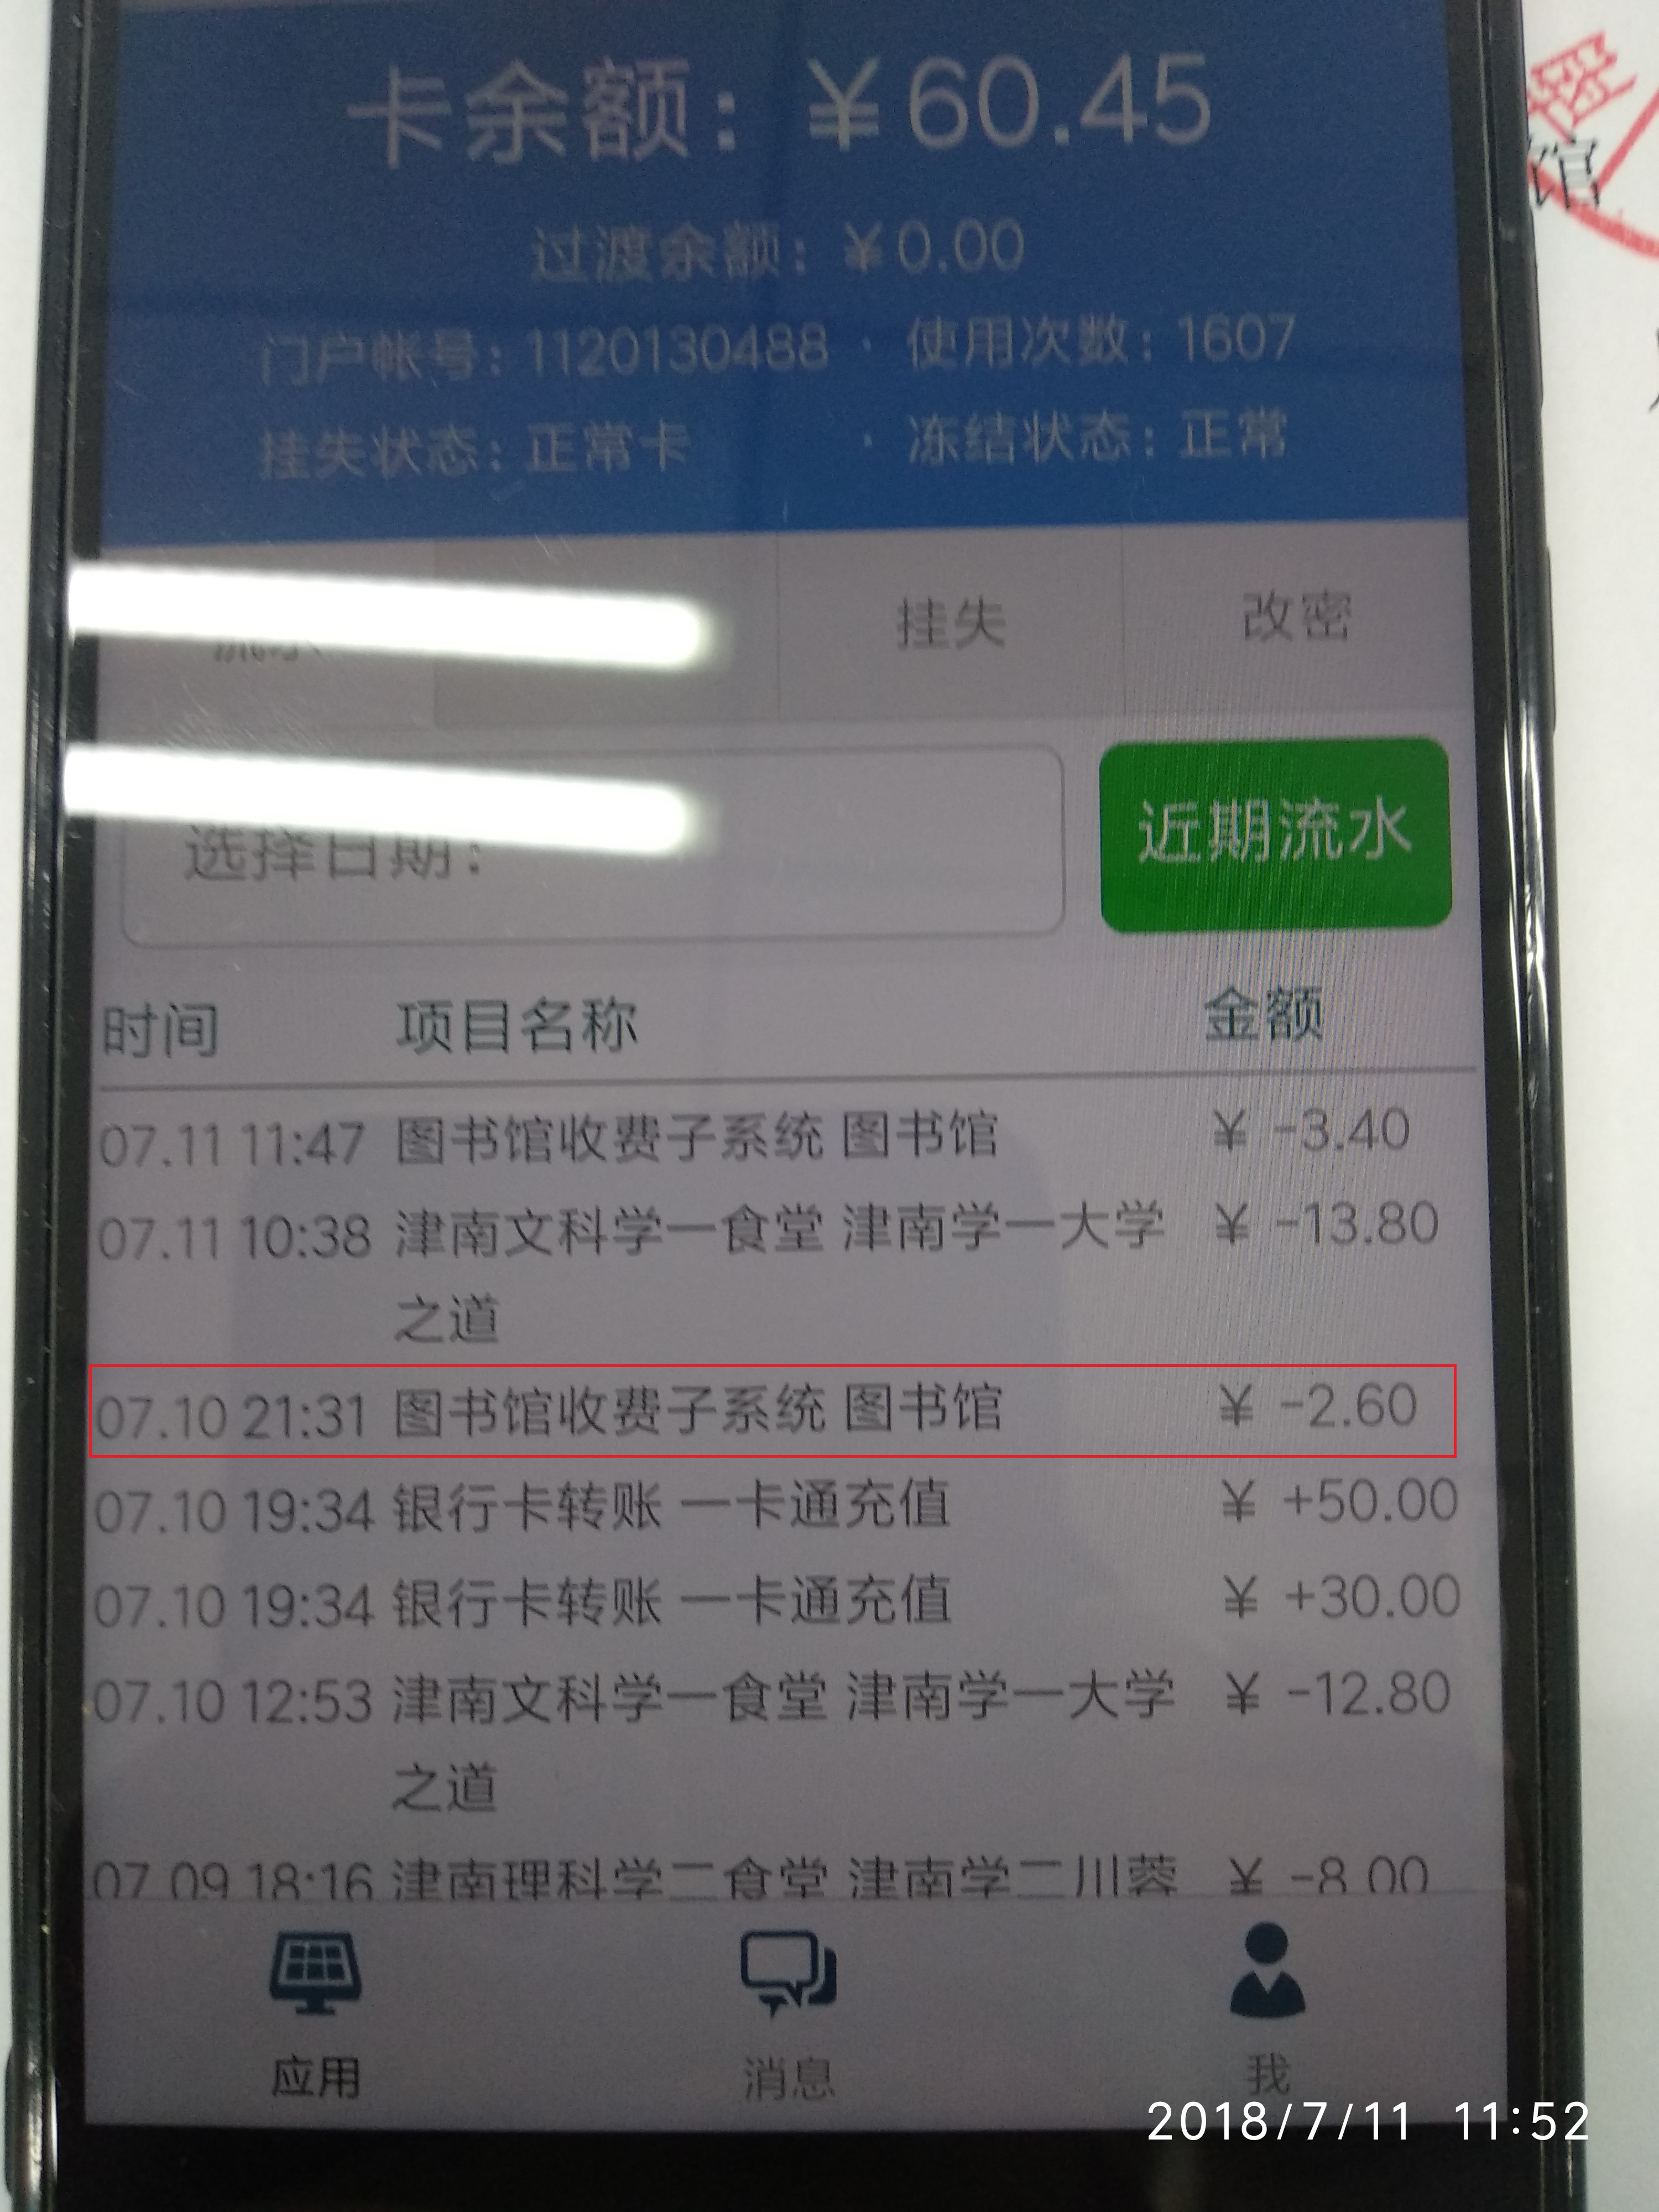 卡余额：￥60.45
过渡余额：￥0.00
门户帐号：1120130488 · 使用次数：1607
挂失状态：正常卡 · 冻结状态：正常
挂失 改密
选择日期： 近期流水
时间 项目名称 金额
07.11 11:47 图书馆收费子系统 图书馆 ￥ -3.40
07.11 10:38 津南文科学一食堂 津南学一大学 ￥ -13.80
之道
07.10 21:31 图书馆收费子系统 图书馆 ￥ -2.60
07.10 19:34 银行卡转账 一卡通充值 ￥ +50.00
07.10 19:34 银行卡转账 一卡通充值 ￥ +30.00
07.10 12:53 津南文科学一食堂 津南学一大学 ￥ -12.80
之道
07.09 18:16 津南理科学二食堂 津南学二川蓉 ￥ -8.00
应用 消息 我
2018/7/11 11:52
馆